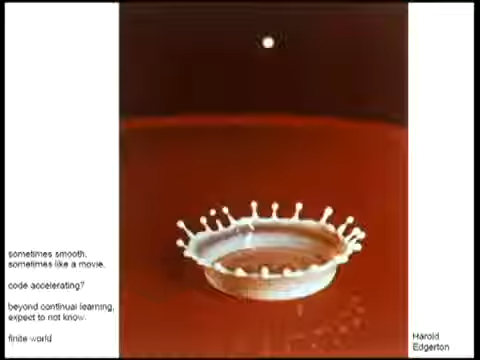 sometimes smooth,
sometimes like a movie.
code accelerating?
beyond continual learning,
expect to not know.
finite world
Harold
Edgerton